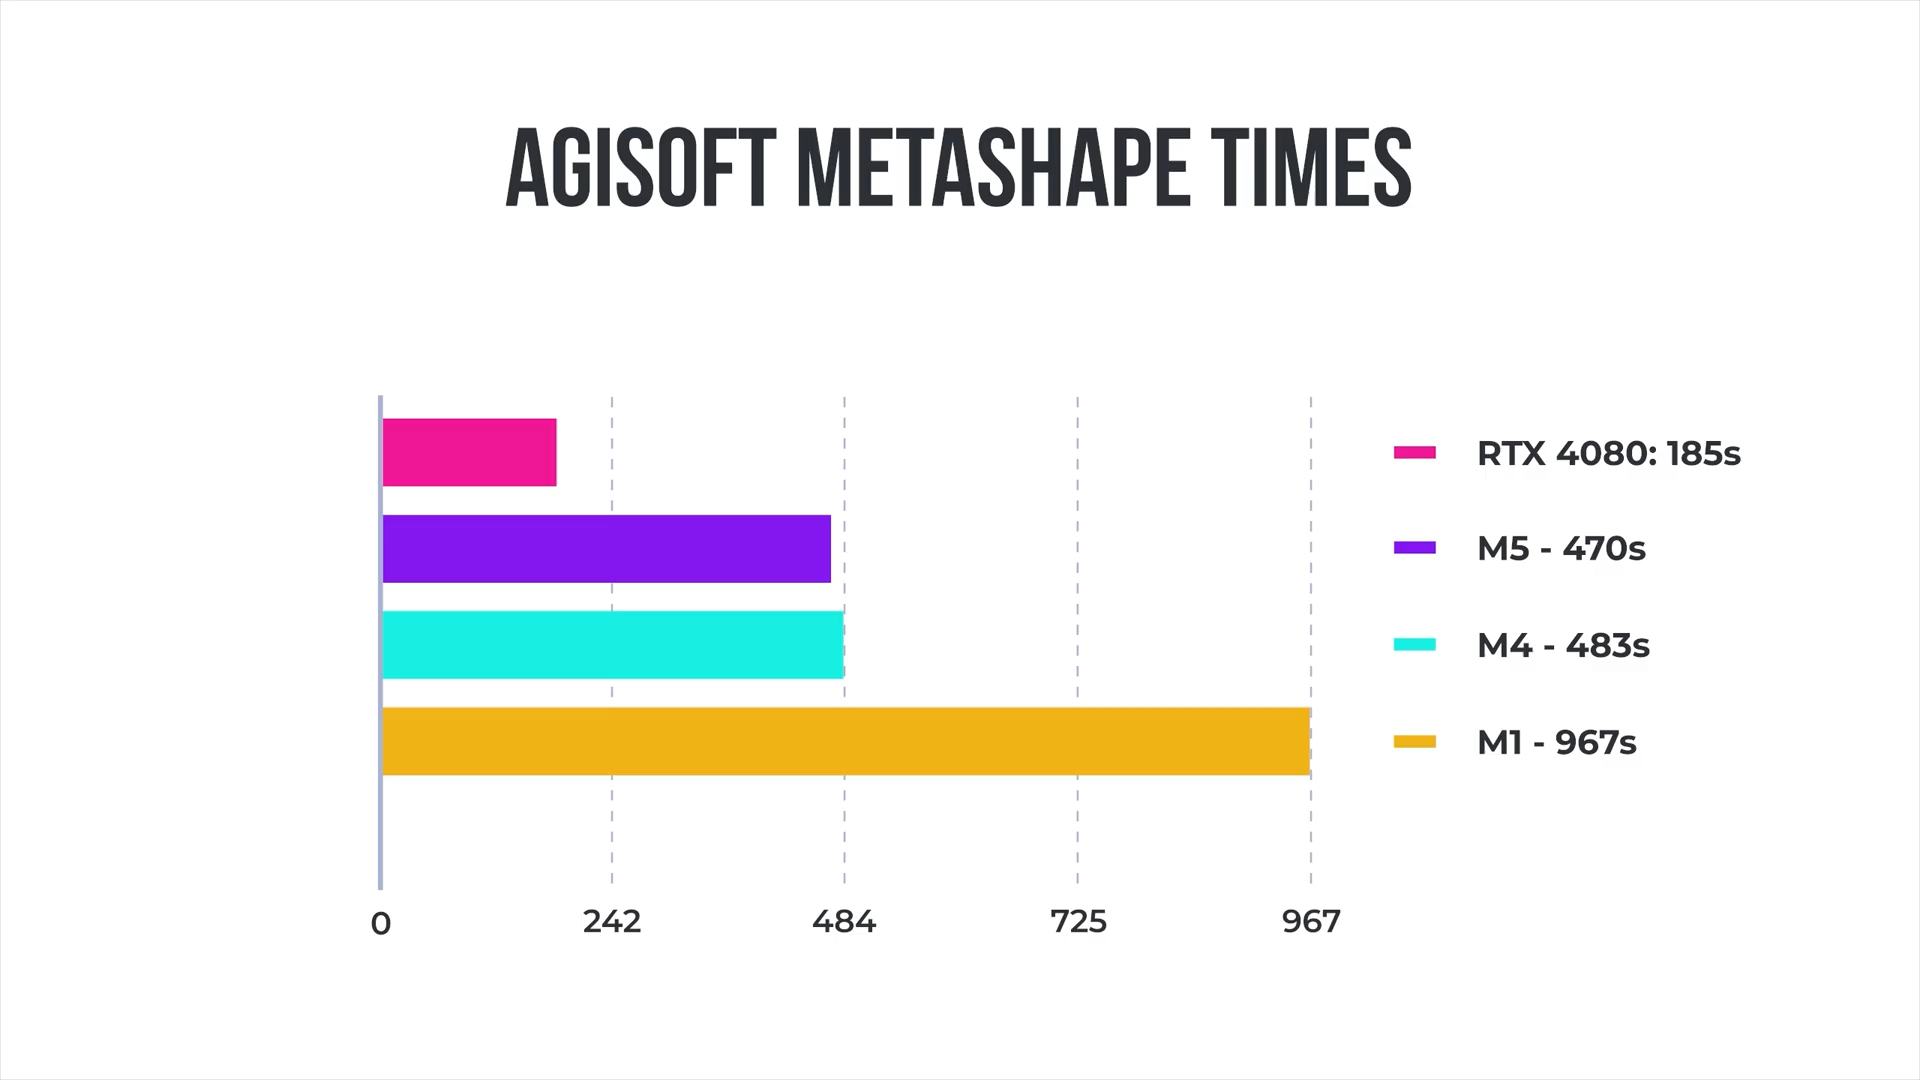 AGISOFT METASHAPE TIMES
RTX 4080: 185s
M5 - 470s
M4 - 483s
M1 - 967s
0
242
484
725
967